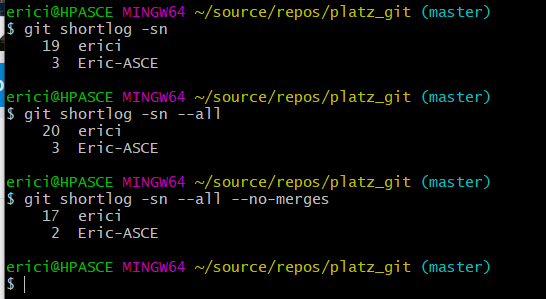 erici@HPASCE MINGW64 ~/source/repos/platz_git (master)
$ git shortlog -sn
    19  erici
     3  Eric-ASCE

erici@HPASCE MINGW64 ~/source/repos/platz_git (master)
$ git shortlog -sn --all
    20  erici
     3  Eric-ASCE

erici@HPASCE MINGW64 ~/source/repos/platz_git (master)
$ git shortlog -sn --all --no-merges
    17  erici
     2  Eric-ASCE

erici@HPASCE MINGW64 ~/source/repos/platz_git (master)
$